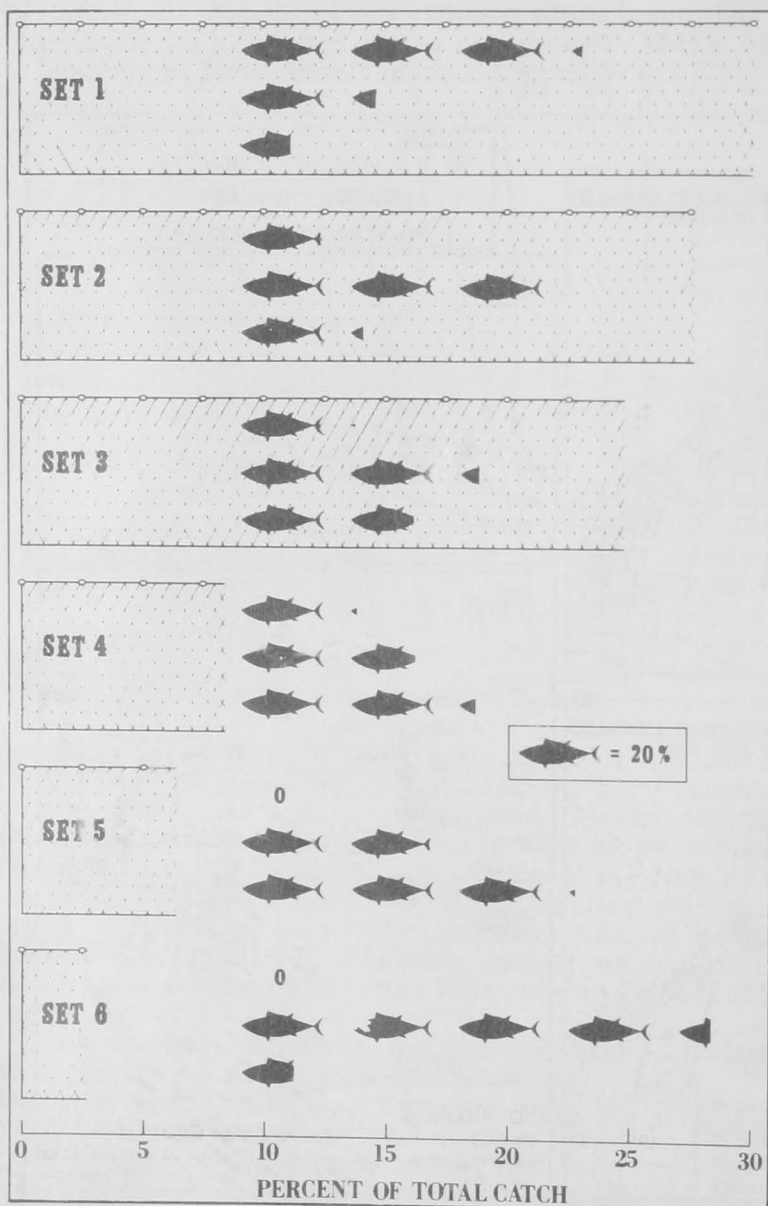 SET 1
SET 2
SET 3
SET 4
= 20%
0
SET 5
0
SET 6
0 5 10 15 20 25 30
PERCENT OF TOTAL CATCH